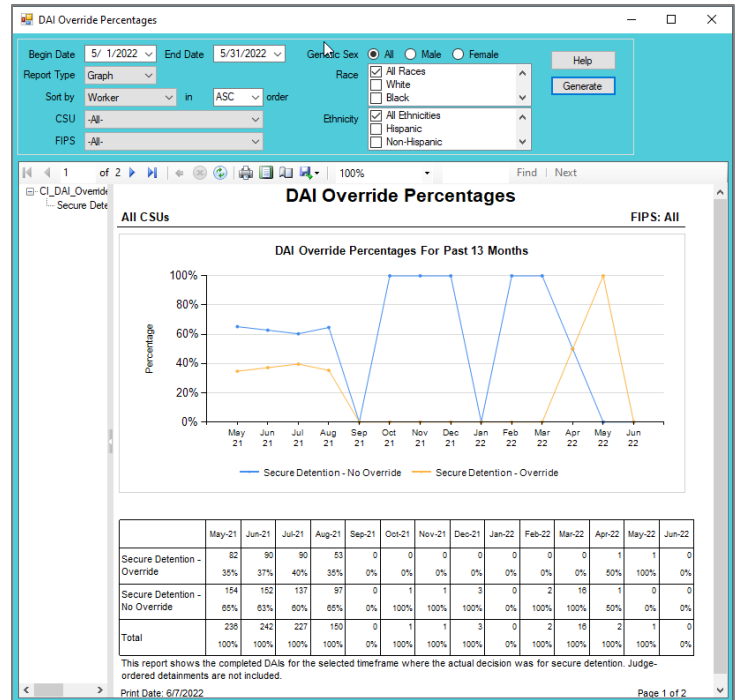 DAI Override Percentages
Begin Date 5/ 1/2022 End Date 5/31/2022 Genetic Sex All Male Female Help
Report Type Graph Race All Races Generate
White
Sort by Worker in ASC order Black
CSU -All- Ethnicity All Ethnicities
Hispanic
FIPS -All- Non-Hispanic
1 of 2 100% Find | Next
CI_DAI_Override
Secure Dete
DAI Override Percentages
All CSUs FIPS: All
DAI Override Percentages For Past 13 Months
Percentage
100%
80%
60%
40%
20%
0%
May Jun Jul Aug Sep Oct Nov Dec Jan Feb Mar Apr May Jun
21 21 21 21 21 21 21 21 22 22 22 22 22 22
Secure Detention - No Override Secure Detention - Override
May-21 Jun-21 Jul-21 Aug-21 Sep-21 Oct-21 Nov-21 Dec-21 Jan-22 Feb-22 Mar-22 Apr-22 May-22 Jun-22
Secure Detention - 82 90 90 53 0 0 0 0 0 0 0 1 1 0
Override 35% 37% 40% 35% 0% 0% 0% 0% 0% 0% 0% 50% 100% 0%
Secure Detention - 154 152 137 97 0 1 1 3 0 2 16 1 0 0
No Override 65% 63% 60% 65% 0% 100% 100% 100% 0% 100% 100% 50% 0% 0%
Total 236 242 227 150 0 1 1 3 0 2 16 2 1 0
100% 100% 100% 100% 0% 100% 100% 100% 0% 100% 100% 100% 100% 0%
This report shows the completed DAIs for the selected timeframe where the actual decision was for secure detention. Judge-
ordered detainments are not included.
Print Date: 6/7/2022 Page 1 of 2